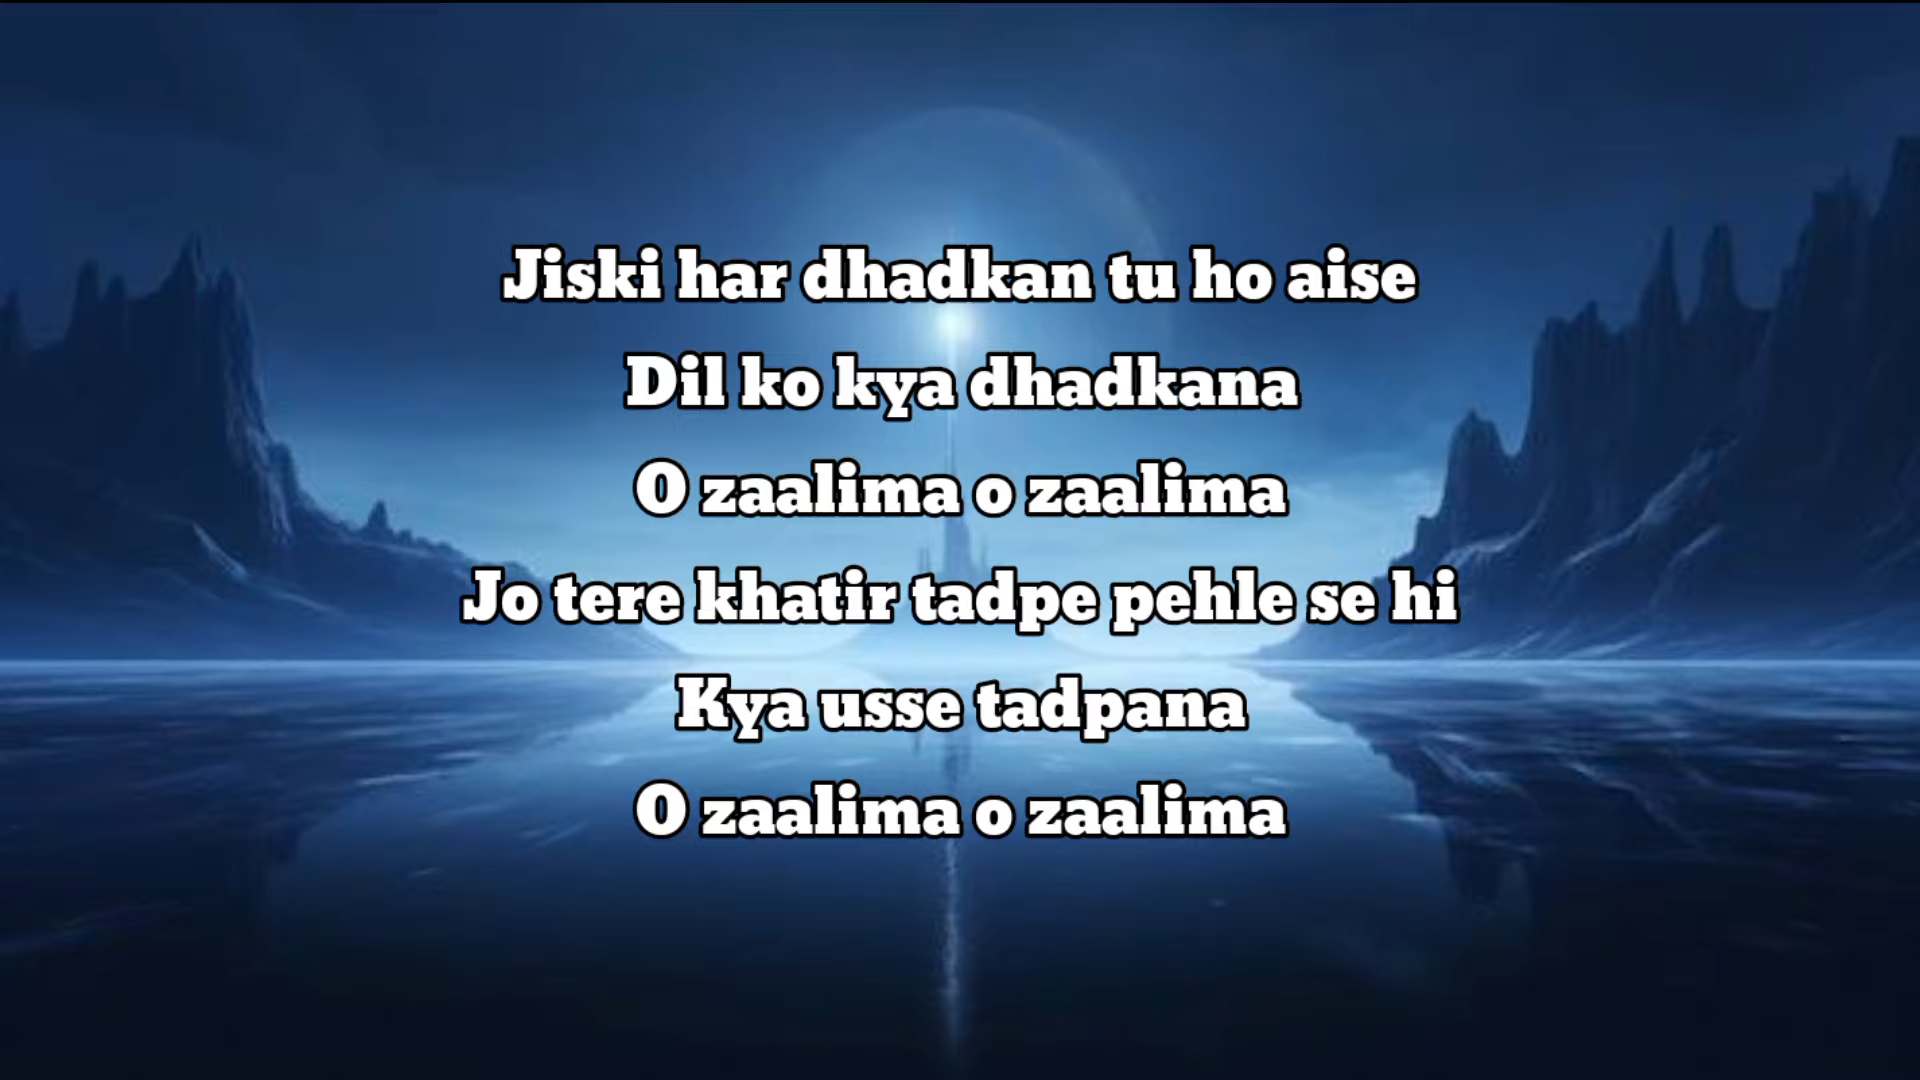 Jiski har dhadkan tu ho aise
Dil ko kya dhadkana
O zaalima o zaalima
Jo tere khatir tadpe pehle se hi
Kya usse tadpana
O zaalima o zaalima